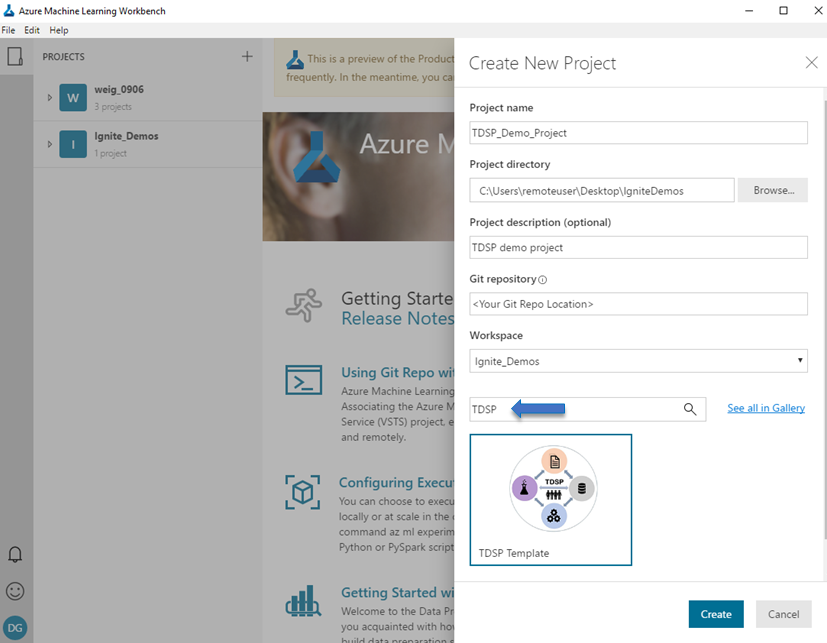 Azure Machine Learning Workbench
File Edit Help
PROJECTS
W
weig_0906
3 projects
I
Ignite_Demos
1 project
DG
This is a preview of the Product
frequently. In the meantime, you can
Azure M
Getting Starte
Release Notes
Using Git Repo wit
Azure Machine Learning
Associating the Azure M
Service (VSTS) project, e
and remotely.
Configuring Execut
You can choose to execu
locally or at scale in the
command az ml experim
Python or PySpark script
Getting Started wi
Welcome to the Data Pr
you acquainted with how
build data preparation s
Create New Project
Project name
TDSP_Demo_Project
Project directory
C:\Users\remoteuser\Desktop\IgniteDemos
Browse...
Project description (optional)
TDSP demo project
Git repository
<Your Git Repo Location>
Workspace
Ignite_Demos
TDSP
See all in Gallery
TDSP
TDSP Template
Create
Cancel